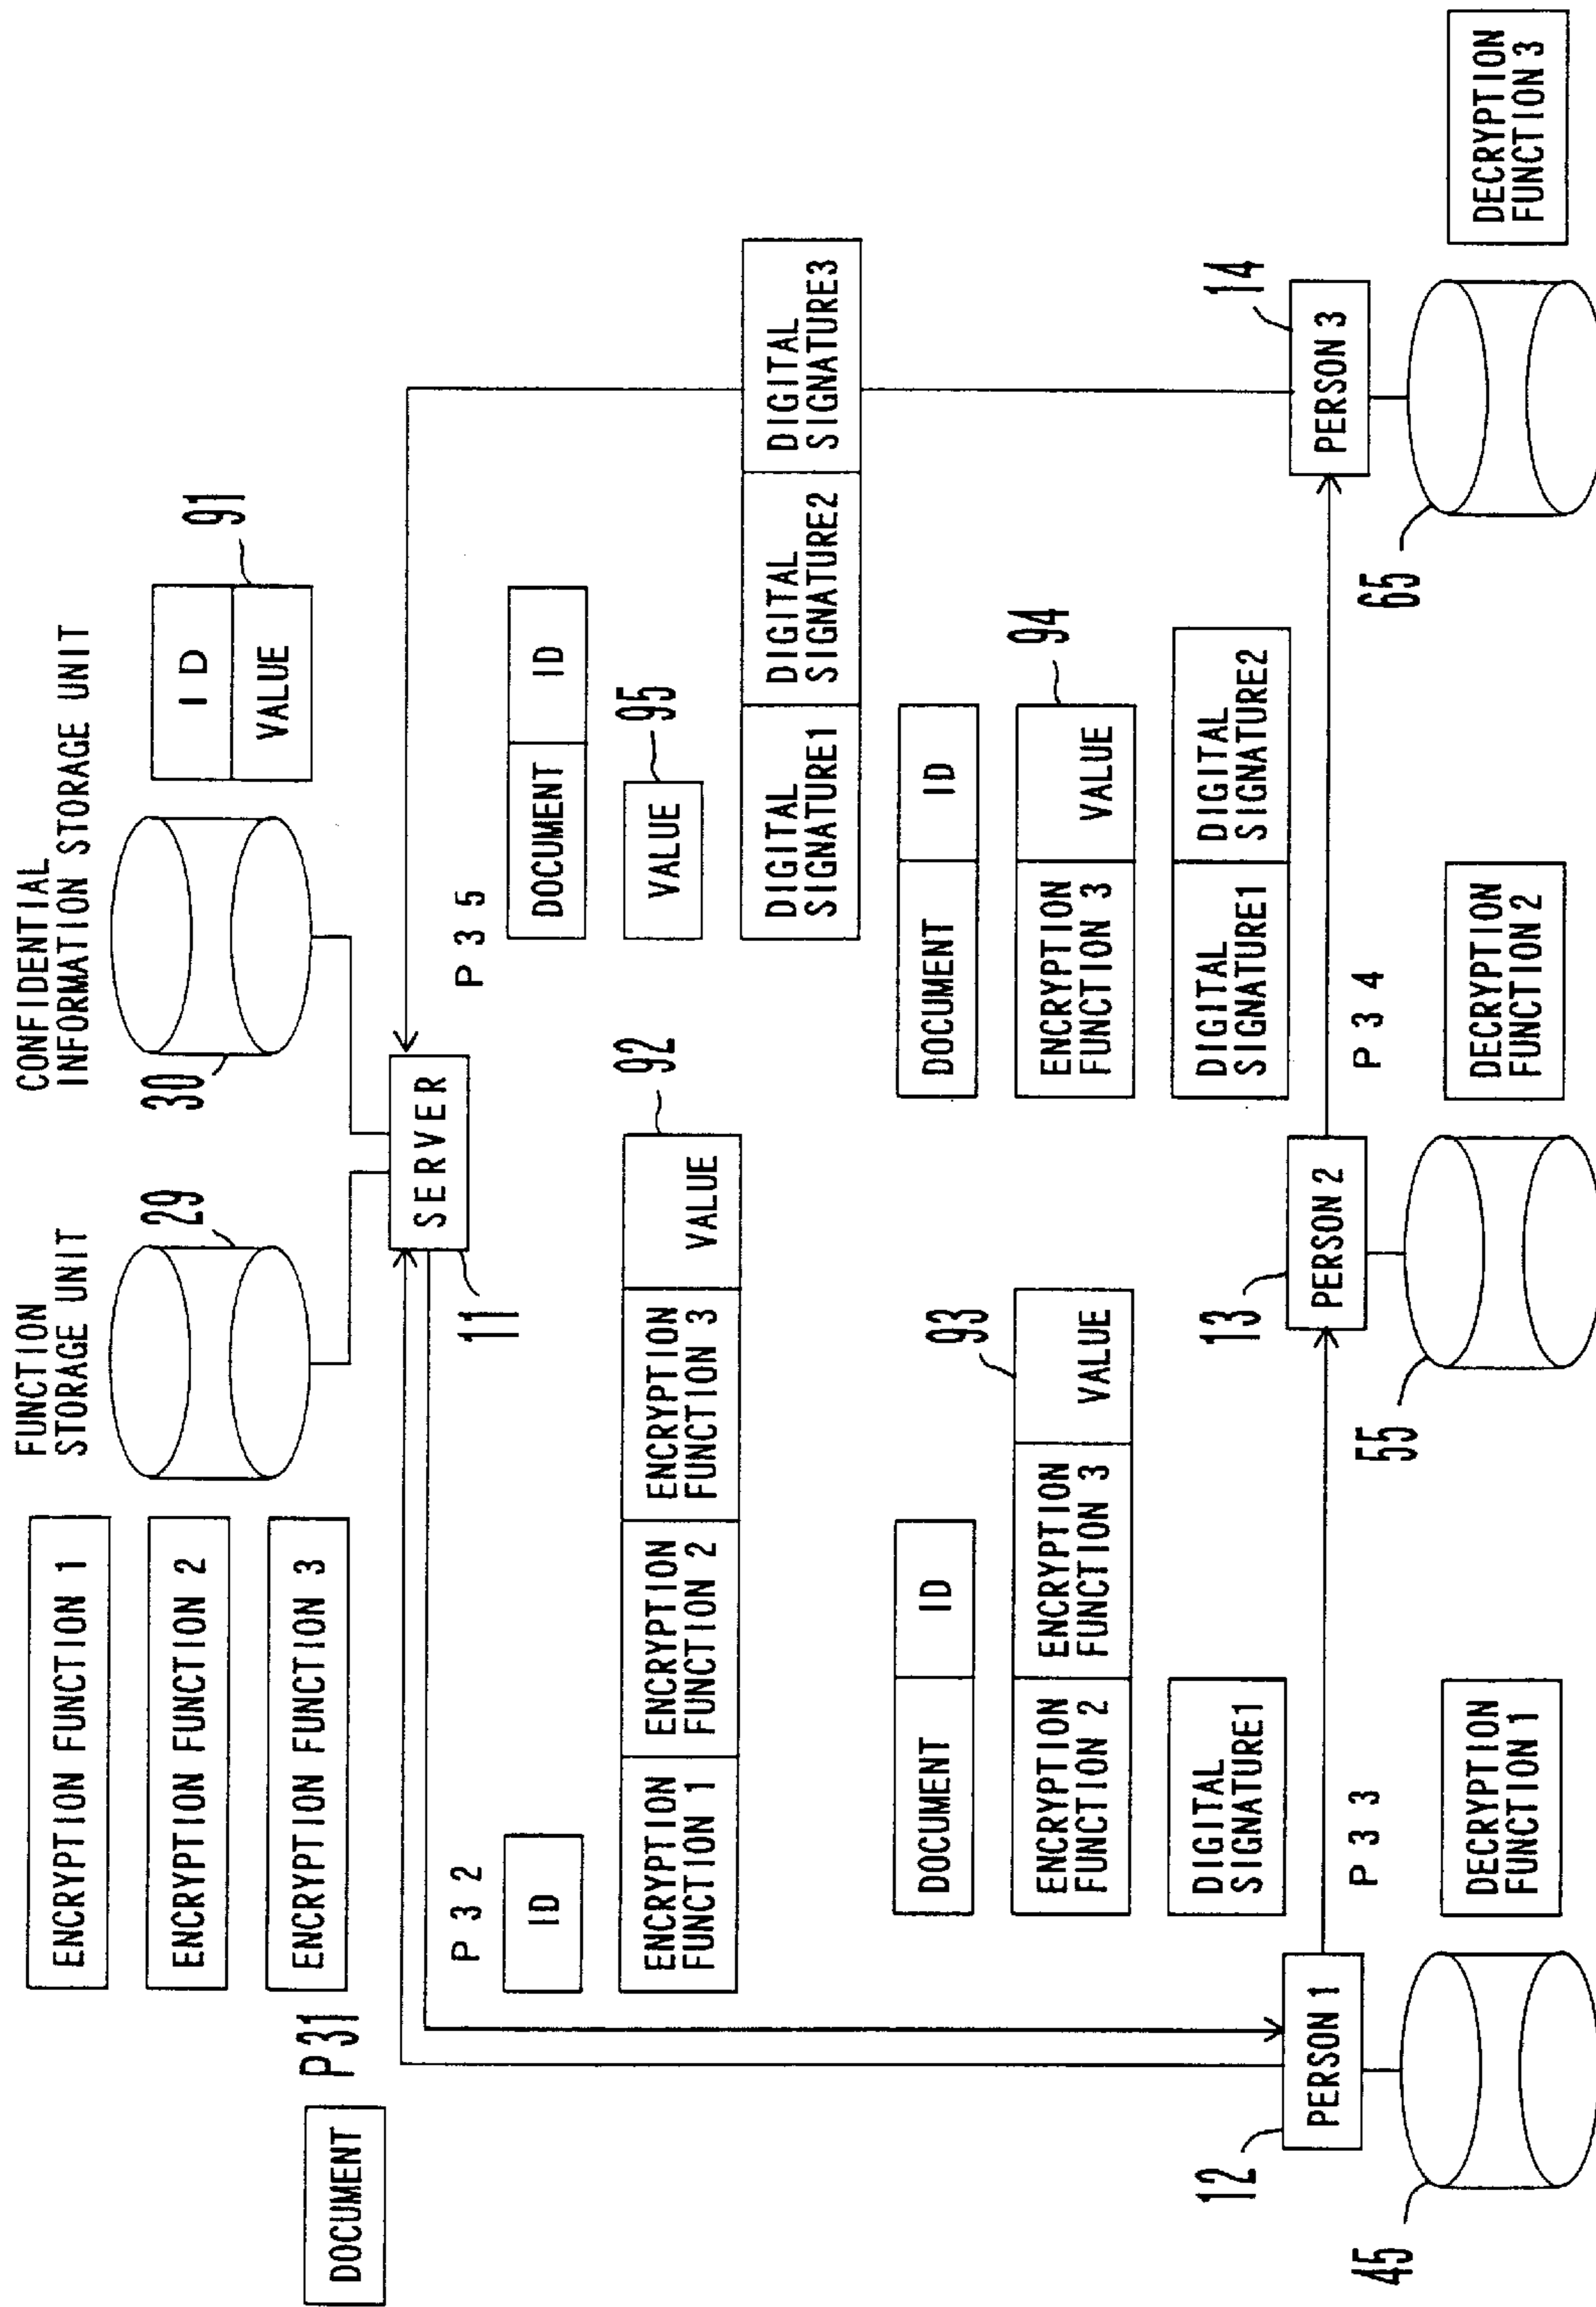 DOCUMENT
P31
ENCRYPTION FUNCTION 1
ENCRYPTION FUNCTION 2
ENCRYPTION FUNCTION 3
FUNCTION
STORAGE UNIT
29
CONFIDENTIAL
INFORMATION STORAGE UNIT
30
ID
VALUE
91
SERVER
11
P32
ID
ENCRYPTION
FUNCTION 1
ENCRYPTION
FUNCTION 2
ENCRYPTION
FUNCTION 3
VALUE
92
P35
DOCUMENT
ID
VALUE
95
DIGITAL
SIGNATURE1
DIGITAL
SIGNATURE2
DIGITAL
SIGNATURE3
DOCUMENT
ID
ENCRYPTION
FUNCTION 2
ENCRYPTION
FUNCTION 3
VALUE
93
DIGITAL
SIGNATURE1
DOCUMENT
ID
ENCRYPTION
FUNCTION 3
VALUE
94
DIGITAL
SIGNATURE1
DIGITAL
SIGNATURE2
12
PERSON 1
P33
13
PERSON 2
P34
14
PERSON 3
45
DECRYPTION
FUNCTION 1
55
DECRYPTION
FUNCTION 2
65
DECRYPTION
FUNCTION 3